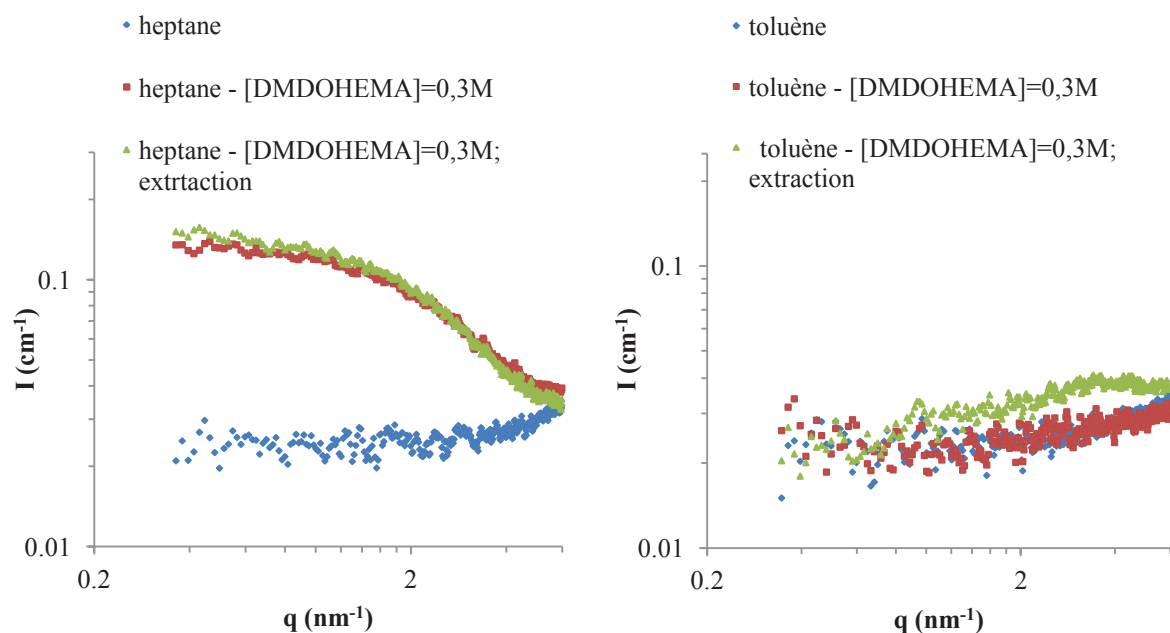 heptane
heptane - [DMDOHEMA]=0,3M
heptane - [DMDOHEMA]=0,3M;
extrtaction
0.1
0.01
0.2
2
I (cm-1)
q (nm-1)
toluène
toluène - [DMDOHEMA]=0,3M
toluène - [DMDOHEMA]=0,3M;
extraction
0.1
0.01
0.2
2
I (cm-1)
q (nm-1)